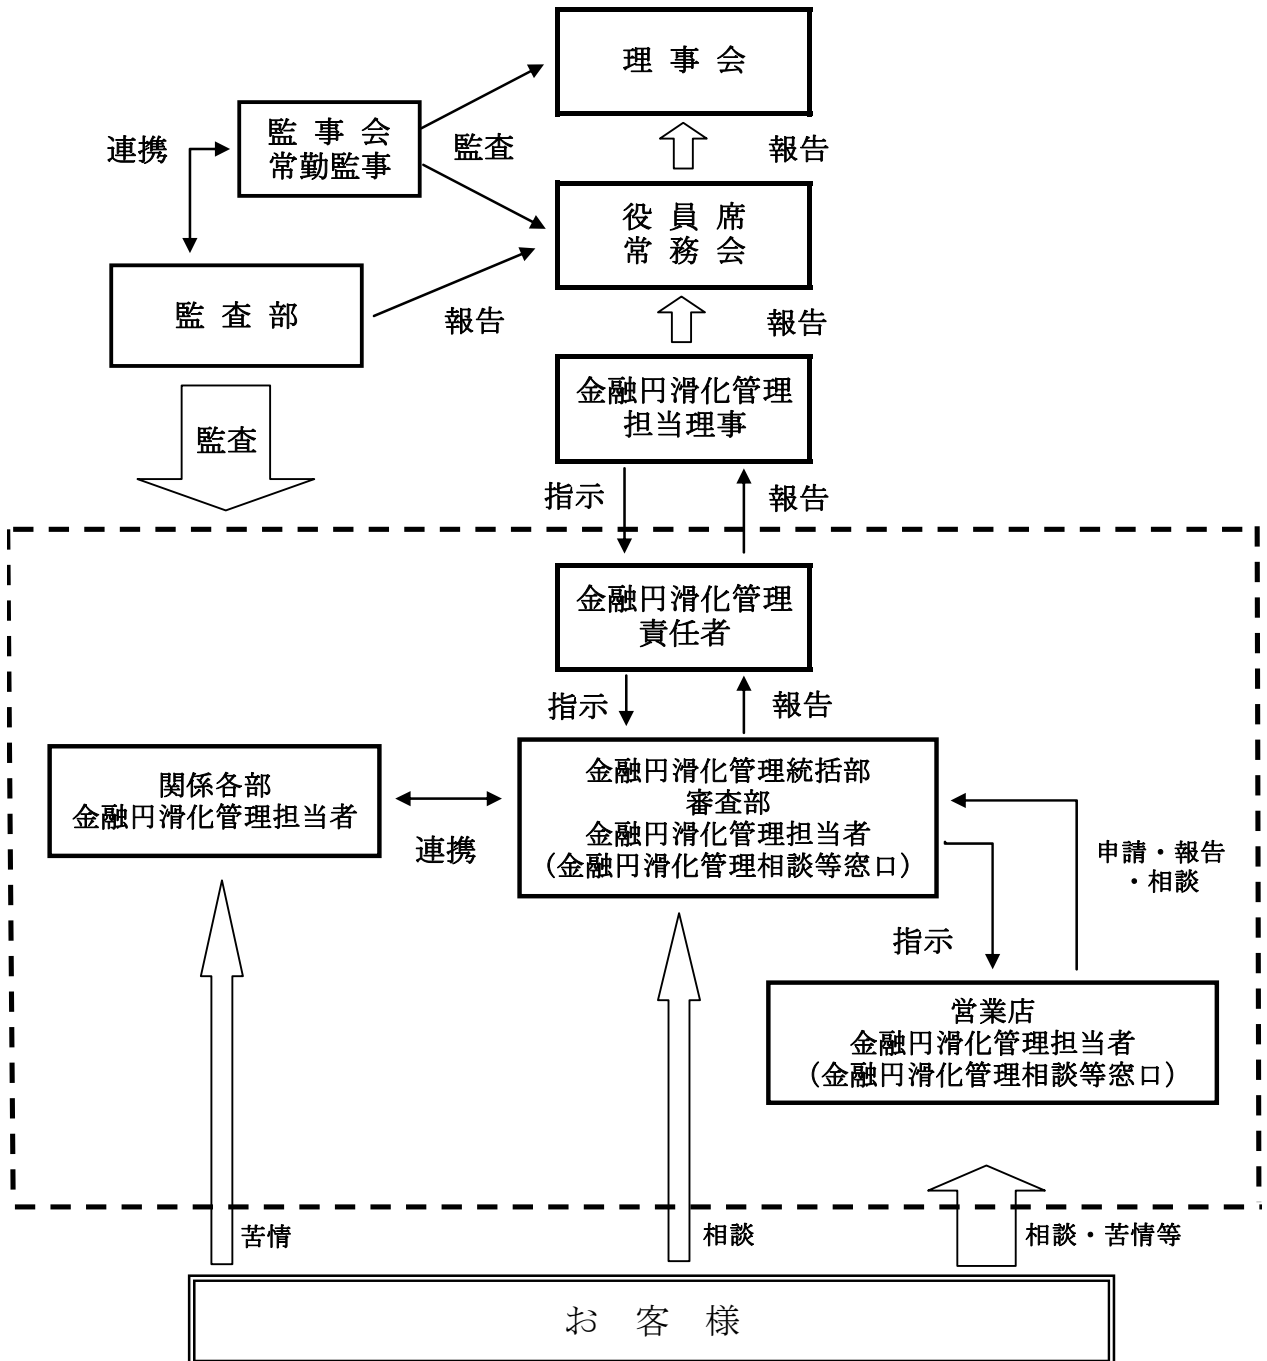 理 事 会
監 事 会
常勤監事
連携
監査
報告
役 員 席
常 務 会
監 査 部
報告
報告
金融円滑化管理
担当理事
監査
指示
報告
金融円滑化管理
責任者
指示
報告
関係各部
金融円滑化管理担当者
連携
金融円滑化管理統括部
審査部
金融円滑化管理担当者
(金融円滑化管理相談等窓口)
申請・報告
・相談
指示
営業店
金融円滑化管理担当者
(金融円滑化管理相談等窓口)
苦情
相談
相談・苦情等
お 客 様